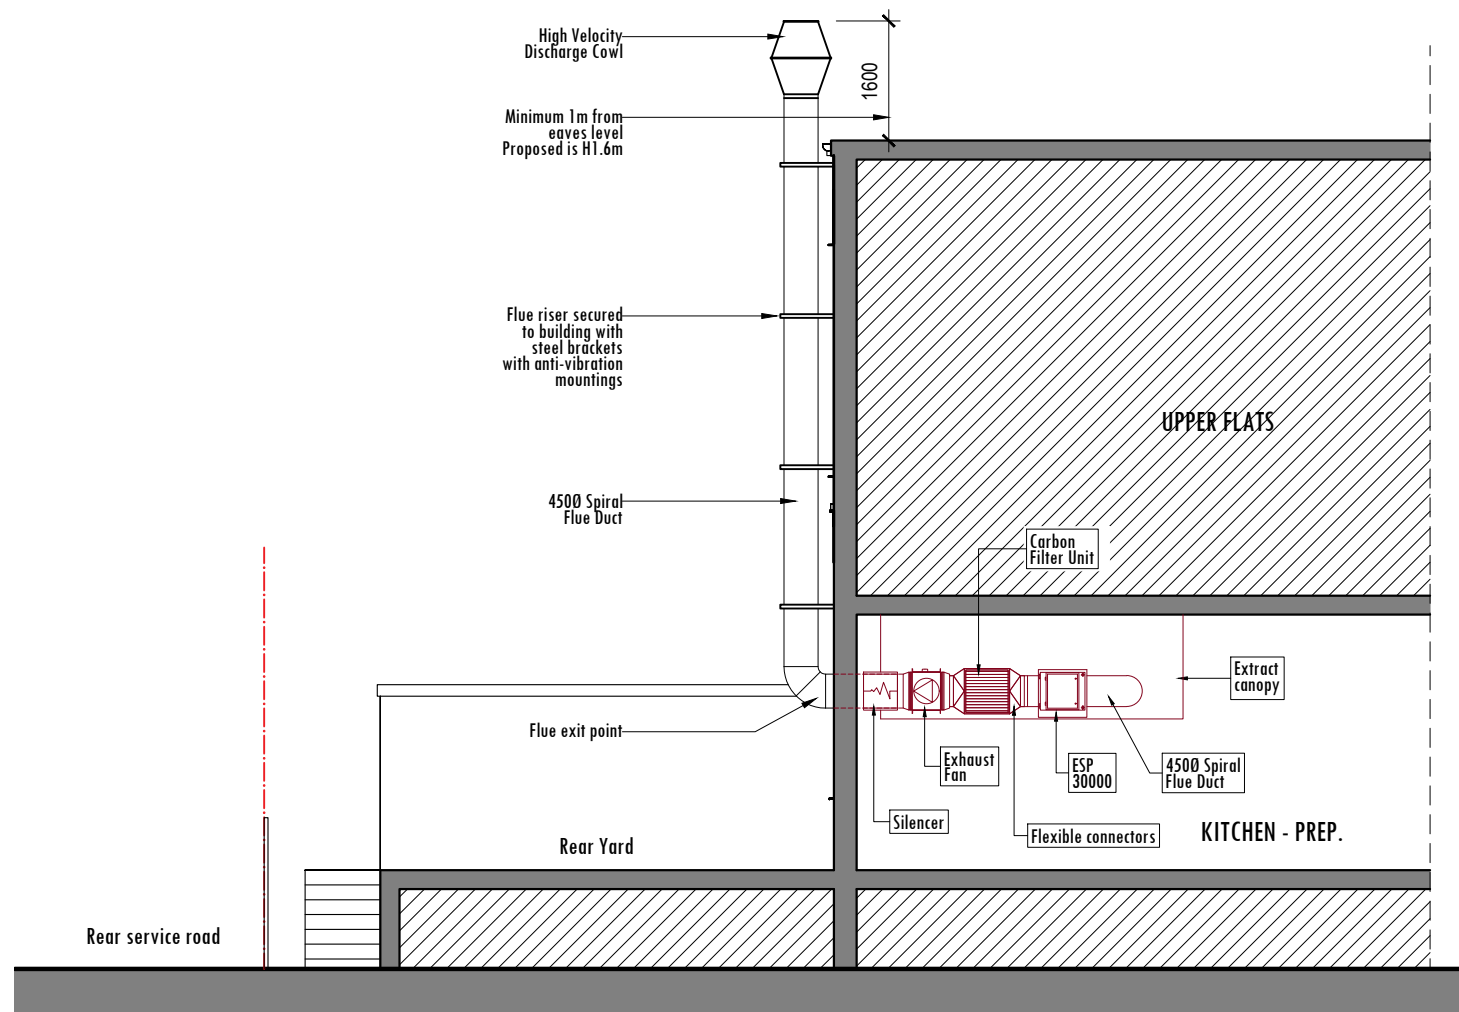 High Velocity
Discharge Cowl
1600
Minimum 1m from
eaves level
Proposed is H1.6m
Flue riser secured
to building with
steel brackets
with anti-vibration
mountings
UPPER FLATS
450Ø Spiral
Flue Duct
Carbon
Filter Unit
Extract
canopy
Flue exit point
Exhaust
Fan
ESP
30000
450Ø Spiral
Flue Duct
Silencer
Flexible connectors
KITCHEN - PREP.
Rear Yard
Rear service road